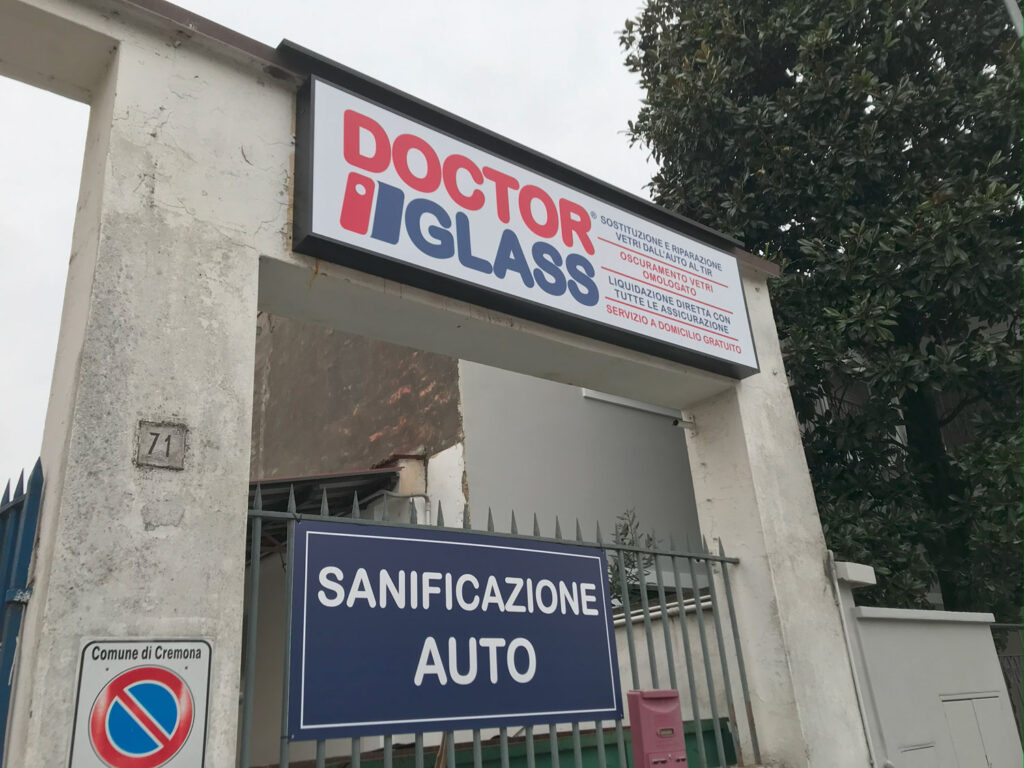 DOCTOR
GLASS®
SOSTITUZIONE E RIPARAZIONE
VETRI DALL'AUTO AL TIR
OSCURAMENTO VETRI
OMOLOGATO
LIQUIDAZIONE DIRETTA CON
TUTTE LE ASSICURAZIONE
SERVIZIO A DOMICILIO GRATUITO
71
SANIFICAZIONE
AUTO
Comune di Cremona